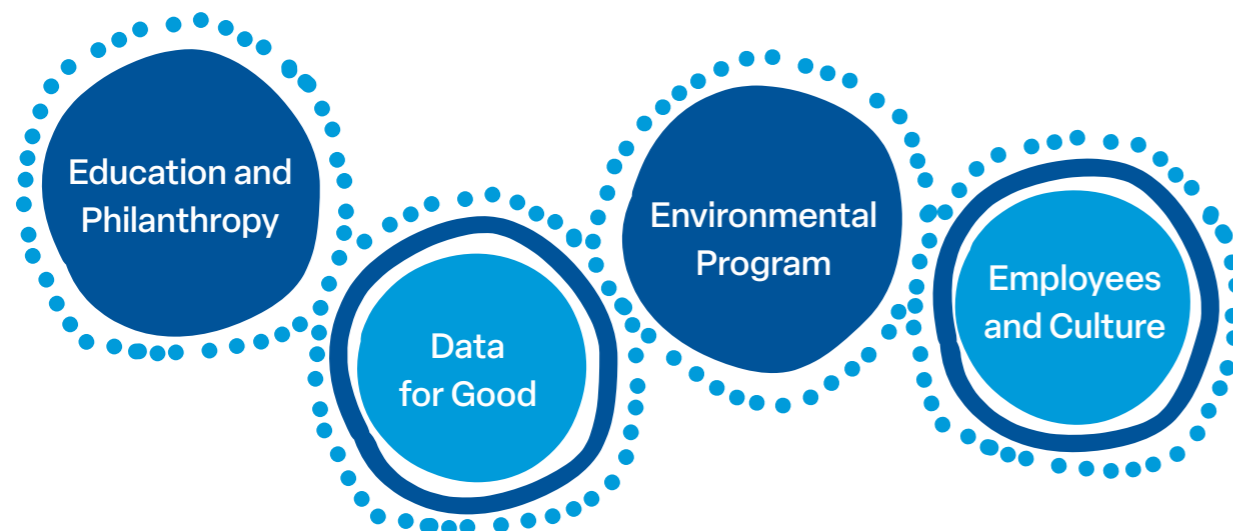 Education and
Philanthropy
Data
for Good
Environmental
Program
Employees
and Culture